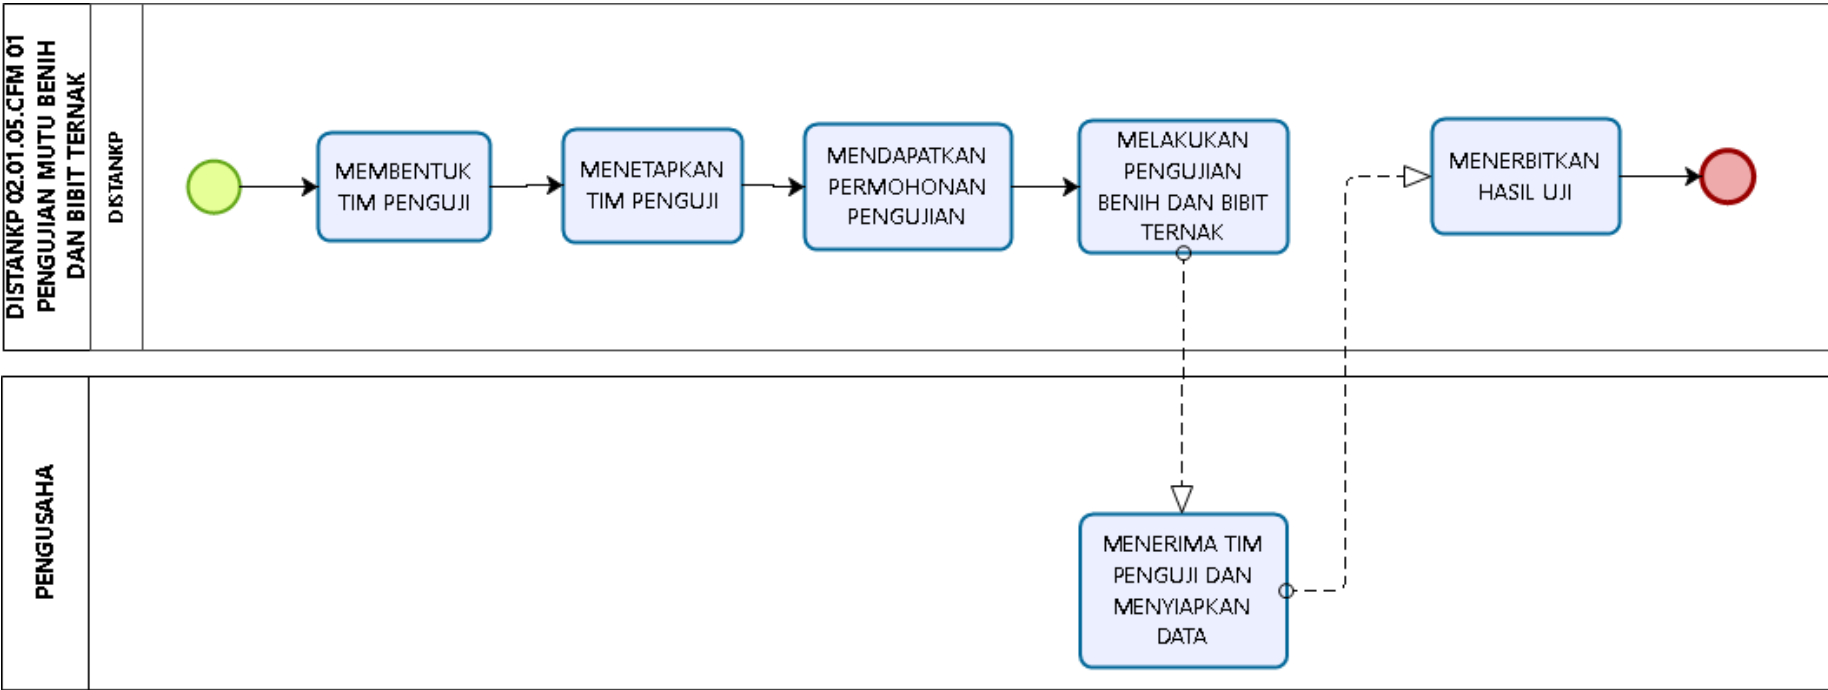 DISTANKP 02.01.05.CFM 01
PENGUJIAN MUTU BENIH
DAN BIBIT TERNAK
DISTANKP
MEMBENTUK
TIM PENGUJI
MENETAPKAN
TIM PENGUJI
MENDAPATKAN
PERMOHONAN
PENGUJIAN
MELAKUKAN
PENGUJIAN
BENIH DAN BIBIT
TERNAK
MENERBITKAN
HASIL UJI
PENGUSAHA
MENERIMA TIM
PENGUJI DAN
MENYIAPKAN
DATA